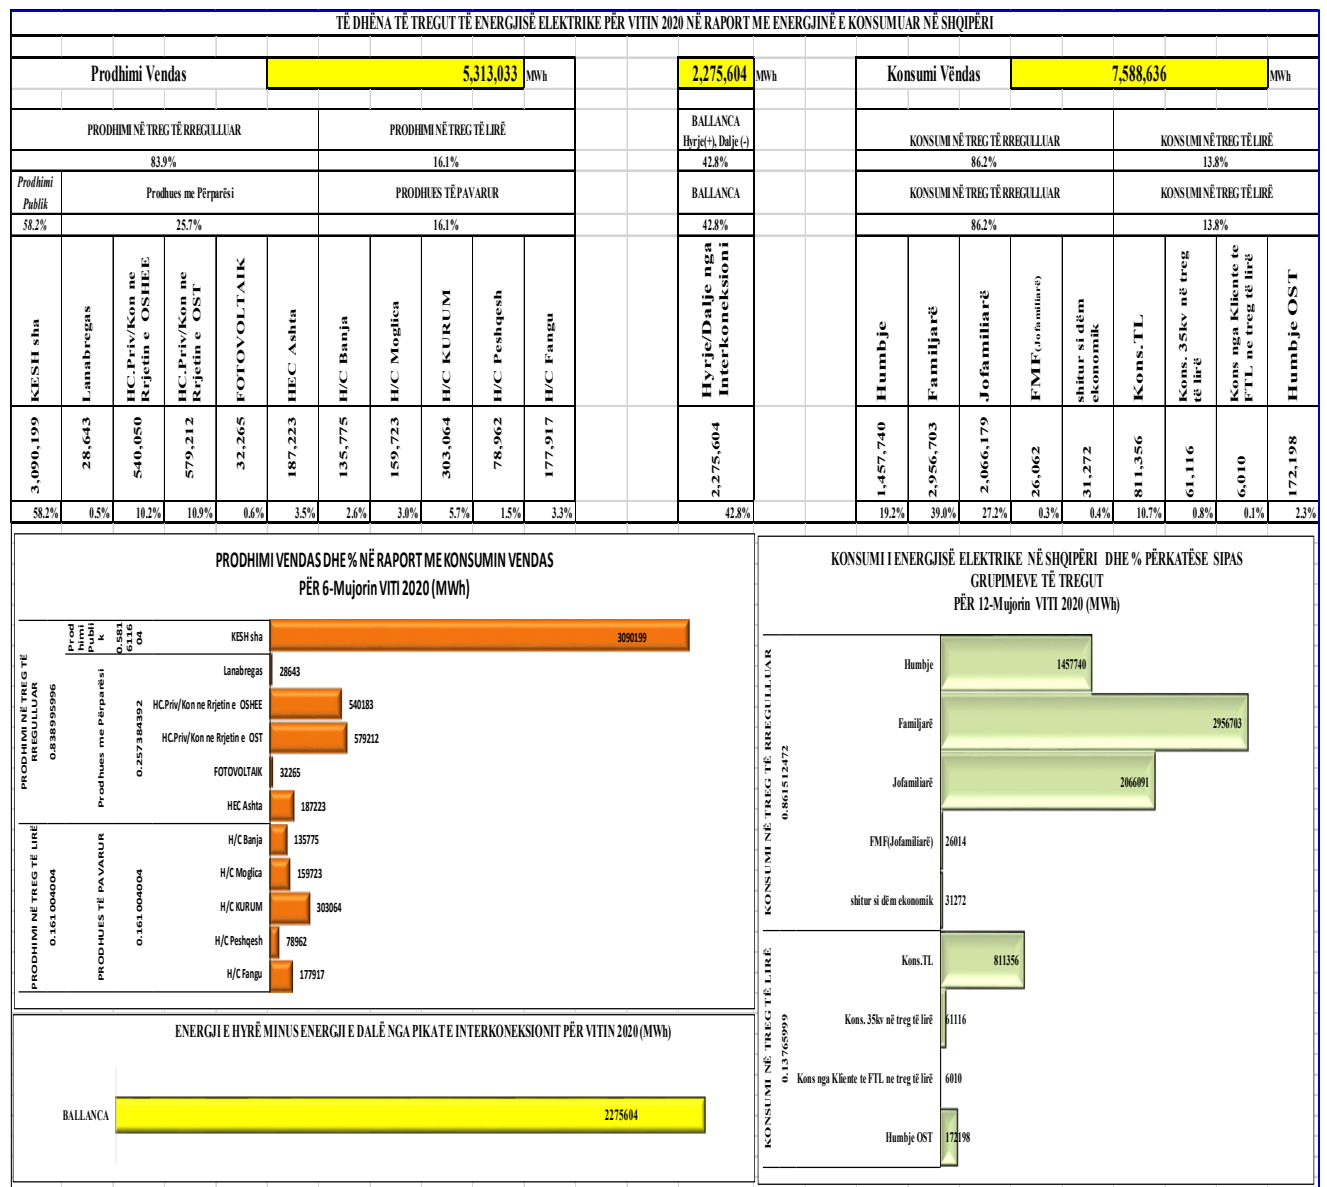 TË DHËNA TË TREGUT TË ENERGJISË ELEKTRIKE PËR VITIN 2020 NË RAPORT ME ENERGJINË E KONSUMUAR NË SHQIPËRI
Prodhimi Vendas 5,313,033 MWh 2,275,604 MWh Konsumi Vëndas 7,588,636 MWh
PRODHIMI NË TREG TË RREGULLUAR PRODHIMI NË TREG TË LIRË BALLANCA
Hyrje(+), Dalje (-) KONSUMI NË TREG TË RREGULLUAR KONSUMI NË TREG TË LIRË
83.9% 16.1% 42.8% 86.2% 13.8%
Prodhimi
Publik Prodhues me Përparësi PRODHUES TË PAVARUR BALLANCA KONSUMI NË TREG TË RREGULLUAR KONSUMI NË TREG TË LIRË
58.2% 25.7% 16.1% 42.8% 86.2% 13.8%
KESH sha
Lanabregas
HC.Priv/Kon ne
Rrjetin e OSHEE
HC.Priv/Kon ne
Rrjetin e OST
FOTOVOLTAIK
HEC Ashta
H/C Banja
H/C Moglica
H/C KURUM
H/C Peshqesh
H/C Fangu
Hyrje/Dalje nga
Interkoneksioni
Humbje
Familjarë
Jofamiliarë
FMF(Jofamiliarë)
shitur si dëm
ekonomik
Kons.TL
Kons. 35kv në treg
të lirë
Kons nga Kliente te
FTL ne treg të lirë
Humbje OST
3,090,199 28,643 540,050 579,212 32,265 187,223 135,775 159,723 303,064 78,962 177,917 2,275,604 1,457,740 2,956,703 2,066,179 26,062 31,272 811,356 61,116 6,010 172,198
58.2% 0.5% 10.2% 10.9% 0.6% 3.5% 2.6% 3.0% 5.7% 1.5% 3.3% 42.8% 19.2% 39.0% 27.2% 0.3% 0.4% 10.7% 0.8% 0.1% 2.3%
PRODHIMI VENDAS DHE % NË RAPORT ME KONSUMIN VENDAS
PËR 6-Mujorin VITI 2020 (MWh)
PRODHIMI NË TREG TË
RREGULLUAR
0.838995996
Prod
himi
Publi
k
0.581
6116
04
Prodhues me Përparësi
0.257384392
PRODHIMI NË TREG TË LIRË
0.161004004
PRODHUES TË PAVARUR
0.161004004
KESH sha 3090199
Lanabregas 28643
HC.Priv/Kon ne Rrjetin e OSHEE 540183
HC.Priv/Kon ne Rrjetin e OST 579212
FOTOVOLTAIK 32265
HEC Ashta 187223
H/C Banja 135775
H/C Moglica 159723
H/C KURUM 303064
H/C Peshqesh 78962
H/C Fangu 177917
ENERGJI E HYRË MINUS ENERGJI E DALË NGA PIKAT E INTERKONEKSIONIT PËR VITIN 2020 (MWh)
BALLANCA 2275604
KONSUMI I ENERGJISË ELEKTRIKE NË SHQIPËRI DHE % PËRKATËSE SIPAS
GRUPIMEVE TË TREGUT
PËR 12-Mujorin VITI 2020 (MWh)
KONSUMI NË TREG TË RREGULLUAR
0.861512472
KONSUMI NË TREG TË LIRË
0.13765999
Humbje 1457740
Familjarë 2956703
Jofamiliarë 2066091
FMF(Jofamiliarë) 26014
shitur si dëm ekonomik 31272
Kons.TL 811356
Kons. 35kv në treg të lirë 61116
Kons nga Kliente te FTL ne treg të lirë 6010
Humbje OST 172198